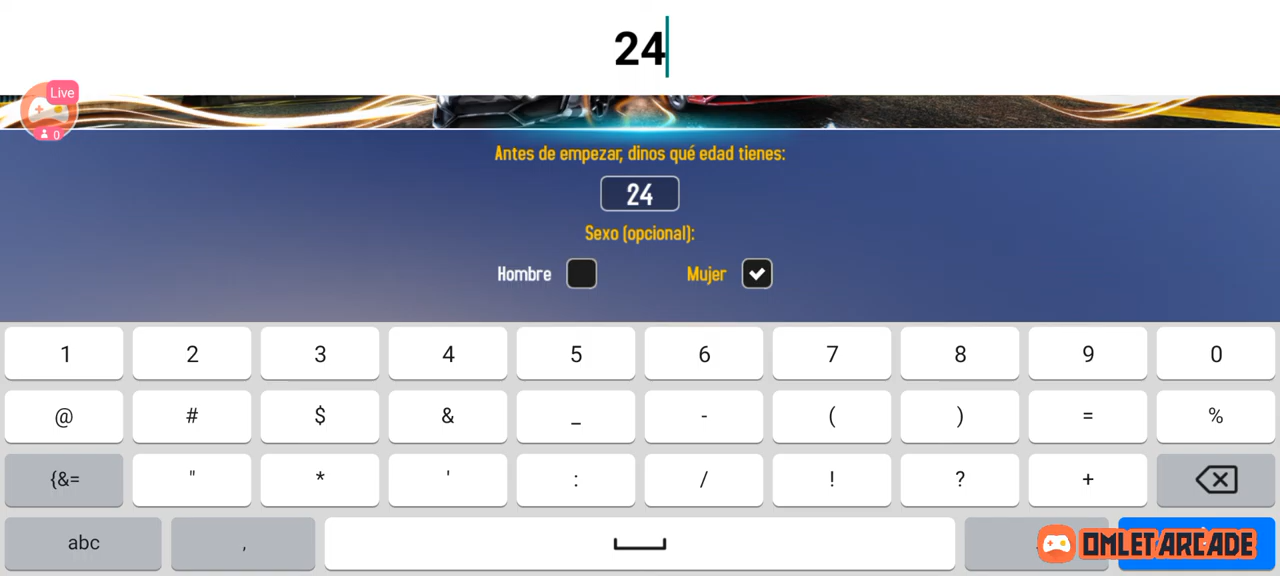 24
Live
0
Antes de empezar, dinos qué edad tienes:
24
Sexo (opcional):
Hombre
Mujer
1 2 3 4 5 6 7 8 9 0
@ # $ & _ - ( ) = %
{&= " * ' : / ! ? +
abc ,
OMLET ARCADE